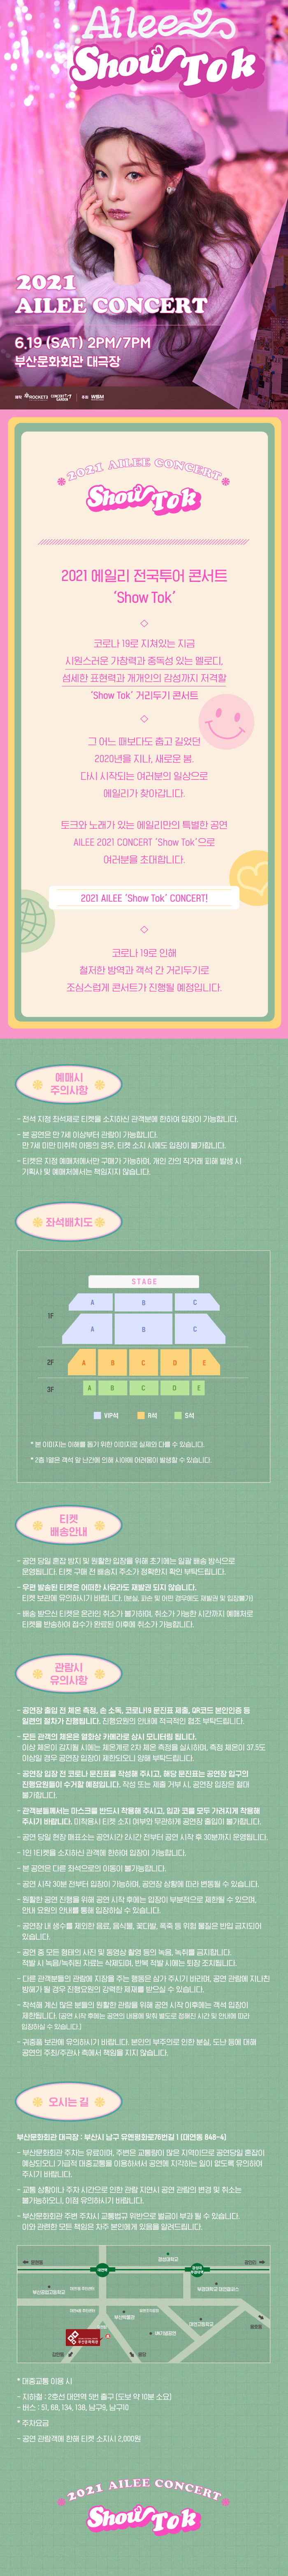 Ailee
Show Tok
2021
AILEE CONCERT
6.19 (SAT) 2PM/7PM
부산문화회관 대극장
제작 ROCKET3 CONCERT GARDEN 주최 WBM
2021 AILEE CONCERT
Show Tok
2021 에일리 전국투어 콘서트
‘Show Tok’
코로나 19로 지쳐있는 지금
시원스러운 가창력과 중독성 있는 멜로디,
섬세한 표현력과 개개인의 감성까지 저격할
‘Show Tok’ 거리두기 콘서트
그 어느 때보다도 춥고 길었던
2020년을 지나, 새로운 봄.
다시 시작되는 여러분의 일상으로
에일리가 찾아갑니다.
토크와 노래가 있는 에일리만의 특별한 공연
AILEE 2021 CONCERT ‘Show Tok’으로
여러분을 초대합니다.
2021 AILEE ‘Show Tok’ CONCERT!
코로나 19로 인해
철저한 방역과 객석 간 거리두기로
조심스럽게 콘서트가 진행될 예정입니다.
예매시
주의사항
- 전석 지정 좌석제로 티켓을 소지하신 관객분에 한하여 입장이 가능합니다.
- 본 공연은 만 7세 이상부터 관람이 가능합니다.
만 7세 미만 미취학 아동의 경우, 티켓 소지 시에도 입장이 불가합니다.
- 티켓은 지정 예매처에서만 구매가 가능하며, 개인 간의 직거래 피해 발생 시
기획사 및 예매처에서는 책임지지 않습니다.
좌석배치도
STAGE
A B C
1F
A B C
2F A B C D E
3F A B C D E
VIP석 R석 S석
* 본 이미지는 이해를 돕기 위한 이미지로 실제와 다를 수 있습니다.
* 2층 1열은 객석 앞 난간에 의해 시야에 어려움이 발생할 수 있습니다.
티켓
배송안내
- 공연 당일 혼잡 방지 및 원활한 입장을 위해 초기에는 일괄 배송 방식으로
운영됩니다. 티켓 구매 전 배송지 주소가 정확한지 확인 부탁드립니다.
- 우편 발송된 티켓은 어떠한 사유라도 재발권 되지 않습니다.
티켓 보관에 유의하시기 바랍니다. (분실, 파손 및 어떤 경우에도 재발권 및 입장불가)
- 배송 받으신 티켓은 온라인 취소가 불가하며, 취소가 가능한 시간까지 예매처로
티켓을 반송하여 접수가 완료된 이후에 취소가 가능합니다.
관람시
유의사항
- 공연장 출입 전 체온 측정, 손 소독, 코로나19 문진표 제출, QR코드 본인인증 등
일련의 절차가 진행됩니다. 진행요원의 안내에 적극적인 협조 부탁드립니다.
- 모든 관객의 체온은 열화상 카메라로 상시 모니터링 됩니다.
이상 체온이 감지될 시에는 체온계로 2차 체온 측정을 실시하며, 측정 체온이 37.5도
이상일 경우 공연장 입장이 제한되오니 양해 부탁드립니다.
- 공연장 입장 전 코로나 문진표를 작성해 주시고, 해당 문진표는 공연장 입구의
진행요원들이 수거할 예정입니다. 작성 또는 제출 거부 시, 공연장 입장은 절대
불가합니다.
- 관객분들께서는 마스크를 반드시 착용해 주시고, 입과 코를 모두 가려지게 착용해
주시기 바랍니다. 미착용시 티켓 소지 여부와 무관하게 공연장 출입이 불가합니다.
- 공연 당일 현장 매표소는 공연시간 2시간 전부터 공연 시작 후 30분까지 운영됩니다.
- 1인 1티켓을 소지하신 관객에 한하여 입장이 가능합니다.
- 본 공연은 다른 좌석으로의 이동이 불가능합니다.
- 공연 시작 30분 전부터 입장이 가능하며, 공연장 상황에 따라 변동될 수 있습니다.
- 원활한 공연 진행을 위해 공연 시작 후에는 입장이 부분적으로 제한될 수 있으며,
안내 요원의 안내를 통해 입장하실 수 있습니다.
- 공연장 내 생수를 제외한 음료, 음식물, 꽃다발, 폭죽 등 위험 물질은 반입 금지되어
있습니다.
- 공연 중 모든 형태의 사진 및 동영상 촬영 등의 녹음, 녹취를 금지합니다.
적발 시 녹음/녹취된 자료는 삭제되며, 반복 적발 시에는 퇴장 조치됩니다.
- 다른 관객분들의 관람에 지장을 주는 행동은 삼가 주시기 바라며, 공연 관람에 지나친
방해가 될 경우 진행요원의 강력한 제재를 받으실 수 있습니다.
- 착석해 계신 많은 분들의 원활한 관람을 위해 공연 시작 이후에는 객석 입장이
제한됩니다. (공연 시작 후에는 공연의 내용에 맞춰 별도로 정해진 시간 및 안내에 따라
입장하실 수 있습니다.)
- 귀중품 보관에 유의하시기 바랍니다. 본인의 부주의로 인한 분실, 도난 등에 대해
공연의 주최/주관사 측에서 책임을 지지 않습니다.
오시는 길
부산문화회관 대극장 : 부산시 남구 유엔평화로76번길 1 (대연동 848-4)
- 부산문화회관 주차는 유료이며, 주변은 교통량이 많은 지역이므로 공연당일 혼잡이
예상되오니 가급적 대중교통을 이용하셔서 공연에 지각하는 일이 없도록 유의하여
주시기 바랍니다.
- 교통 상황이나 주차 시간으로 인한 관람 지연시 공연 관람의 변경 및 취소는
불가능하오니, 이점 유의하시기 바랍니다.
- 부산문화회관 주변 주차시 교통법규 위반으로 벌금이 부과 될 수 있습니다.
이와 관련한 모든 책임은 차주 본인에게 있음을 알려드립니다.
부산문화회관
* 대중교통 이용 시
- 지하철 : 2호선 대연역 5번 출구 (도보 약 10분 소요)
- 버스 : 51, 68, 134, 138, 남구9, 남구10
* 주차요금
- 공연 관람객에 한해 티켓 소지시 2,000원
2021 AILEE CONCERT
Show Tok